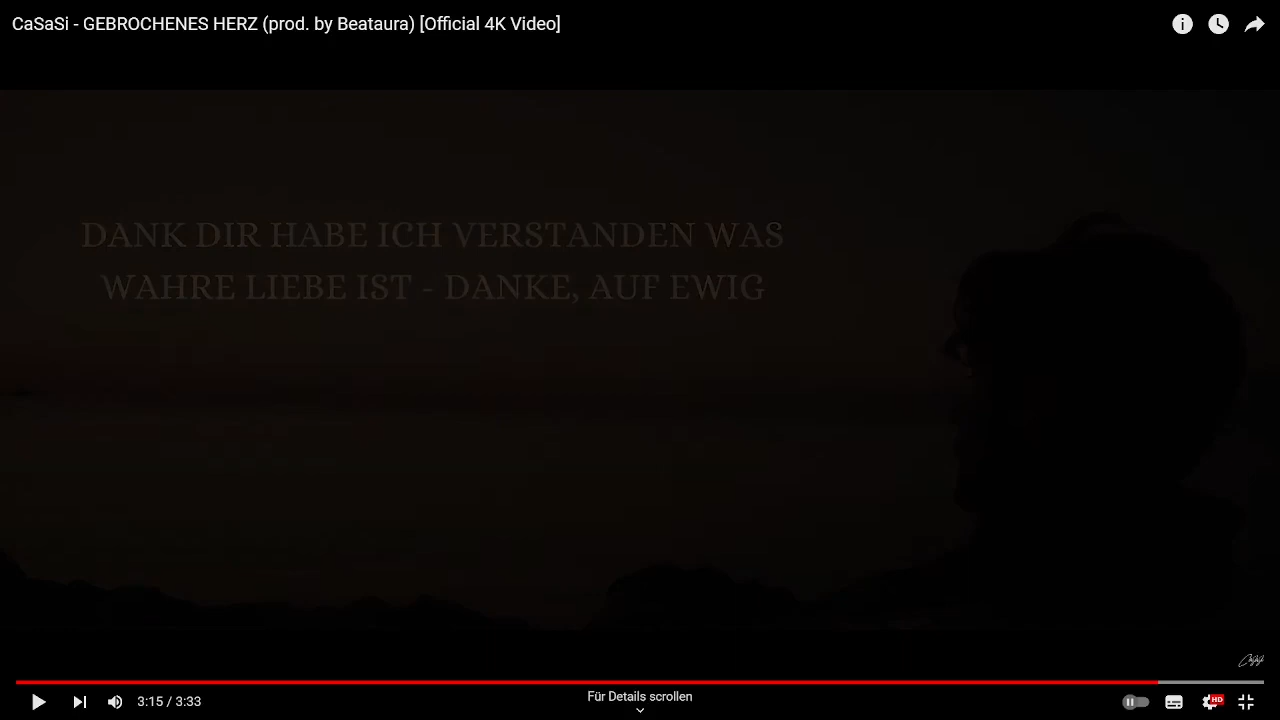 CaSaSi - GEBROCHENES HERZ (prod. by Beataura) [Official 4K Video]
DANK DIR HABE ICH VERSTANDEN WAS
WAHRE LIEBE IST - DANKE, AUF EWIG
Für Details scrollen
3:15 / 3:33
HD